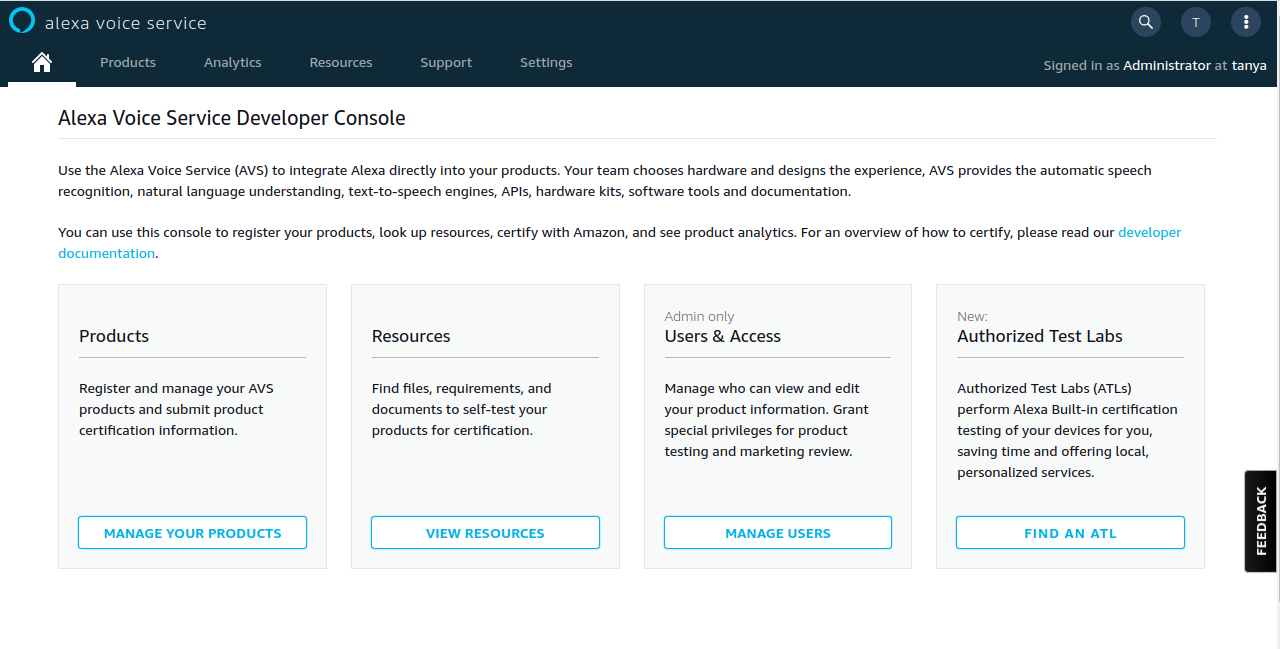 alexa voice service
T
Products Analytics Resources Support Settings
Signed in as Administrator at tanya
Alexa Voice Service Developer Console
Use the Alexa Voice Service (AVS) to integrate Alexa directly into your products. Your team chooses hardware and designs the experience, AVS provides the automatic speech
recognition, natural language understanding, text-to-speech engines, APIs, hardware kits, software tools and documentation.
You can use this console to register your products, look up resources, certify with Amazon, and see product analytics. For an overview of how to certify, please read our developer
documentation.
Products
Register and manage your AVS
products and submit product
certification information.
MANAGE YOUR PRODUCTS
Resources
Find files, requirements, and
documents to self-test your
products for certification.
VIEW RESOURCES
Admin only
Users & Access
Manage who can view and edit
your product information. Grant
special privileges for product
testing and marketing review.
MANAGE USERS
New:
Authorized Test Labs
Authorized Test Labs (ATLs)
perform Alexa Built-in certification
testing of your devices for you,
saving time and offering local,
personalized services.
FIND AN ATL
FEEDBACK